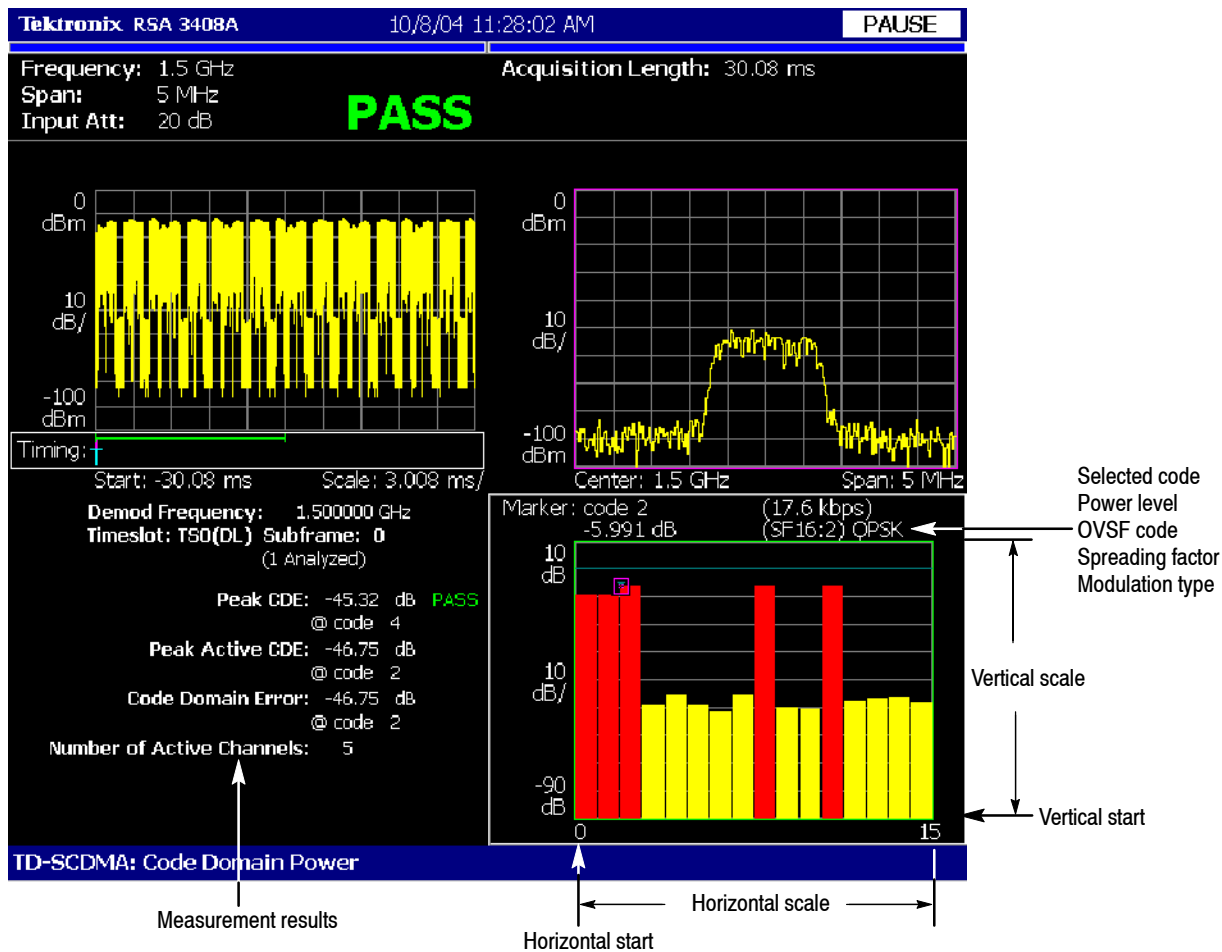 Tektronix RSA 3408A 10/8/04 11:28:02 AM PAUSE
Frequency: 1.5 GHz
Span: 5 MHz
Input Att: 20 dB
PASS
Acquisition Length: 30.08 ms
0
dBm
10
dB/
-100
dBm
Timing:
Start: -30.08 ms Scale: 3.008 ms/
0
dBm
10
dB/
-100
dBm
Center: 1.5 GHz Span: 5 MHz
Demod Frequency: 1.500000 GHz
Timeslot: TS0(DL) Subframe: 0
(1 Analyzed)
Peak CDE: -45.32 dB PASS
@ code 4
Peak Active CDE: -46.75 dB
@ code 2
Code Domain Error: -46.75 dB
@ code 2
Number of Active Channels: 5
Marker: code 2 (17.6 kbps)
-5.991 dB (SF16:2) QPSK
10
dB
10
dB/
-90
dB
0 15
Selected code
Power level
OVSF code
Spreading factor
Modulation type
Vertical scale
Vertical start
TD-SCDMA: Code Domain Power
Measurement results
Horizontal scale
Horizontal start